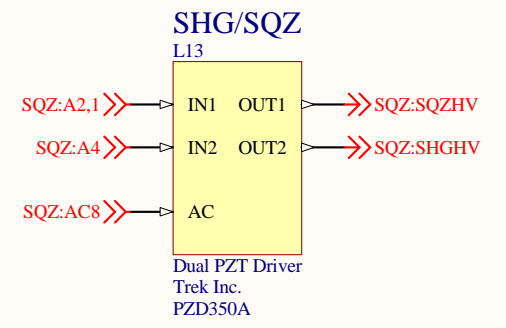 SHG/SQZ
L13
SQZ:A2,1 IN1 OUT1 SQZ:SQZHV
SQZ:A4 IN2 OUT2 SQZ:SHGHV
SQZ:AC8 AC
Dual PZT Driver
Trek Inc.
PZD350A